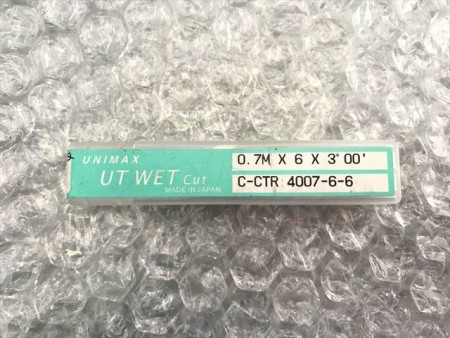 UNIMAX
UT WET Cut
MADE IN JAPAN
0.7M X 6 X 3°00'
C-CTR 4007-6-6